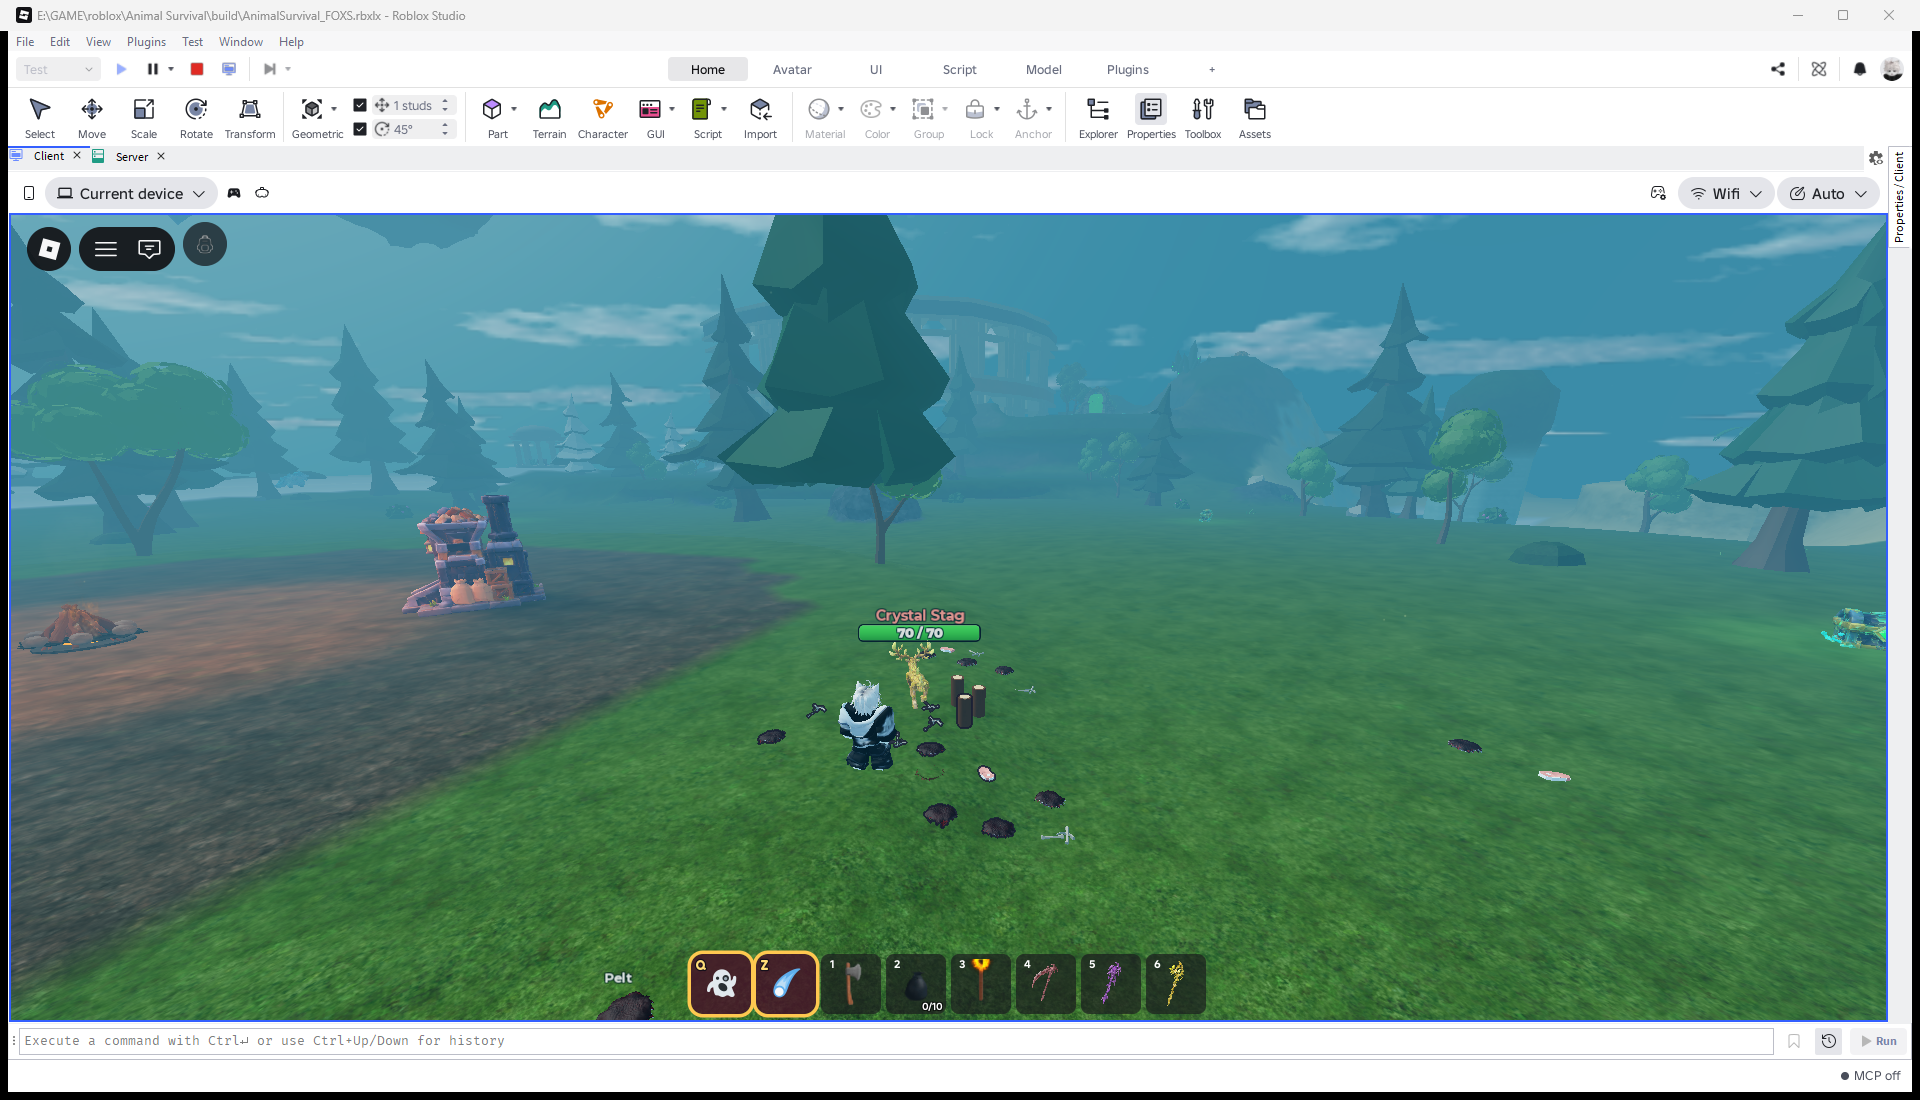 E:\GAME\roblox\Animal Survival\build\AnimalSurvival_FOXS.rbxlx - Roblox Studio
File Edit View Plugins Test Window Help
Test
Home Avatar UI Script Model Plugins +
1 studs
45°
Select Move Scale Rotate Transform Geometric Part Terrain Character GUI Script Import Material Color Group Lock Anchor Explorer Properties Toolbox Assets
Client Server
Current device
Wifi Auto
Properties / Client
Crystal Stag
70 / 70
Pelt
Q Z 1 2 3 4 5 6
0/10
Execute a command with Ctrl↵ or use Ctrl+Up/Down for history
Run
MCP off